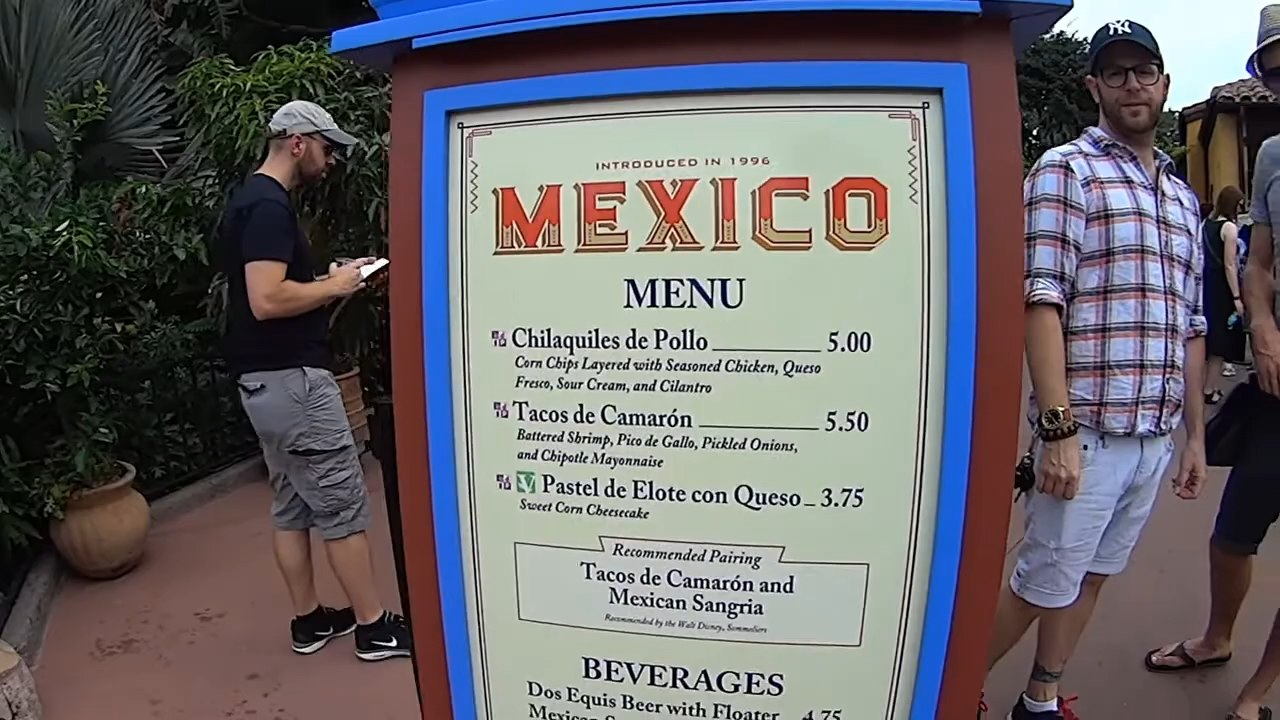 INTRODUCED IN 1996
MEXICO
MENU
Chilaquiles de Pollo 5.00
Corn Chips Layered with Seasoned Chicken, Queso
Fresco, Sour Cream, and Cilantro
Tacos de Camarón 5.50
Battered Shrimp, Pico de Gallo, Pickled Onions,
and Chipotle Mayonnaise
V Pastel de Elote con Queso 3.75
Sweet Corn Cheesecake
Recommended Pairing
Tacos de Camarón and
Mexican Sangria
Recommended by the Walt Disney, Sommeliers
BEVERAGES
Dos Equis Beer with Floater 4.75
Mexican
NY